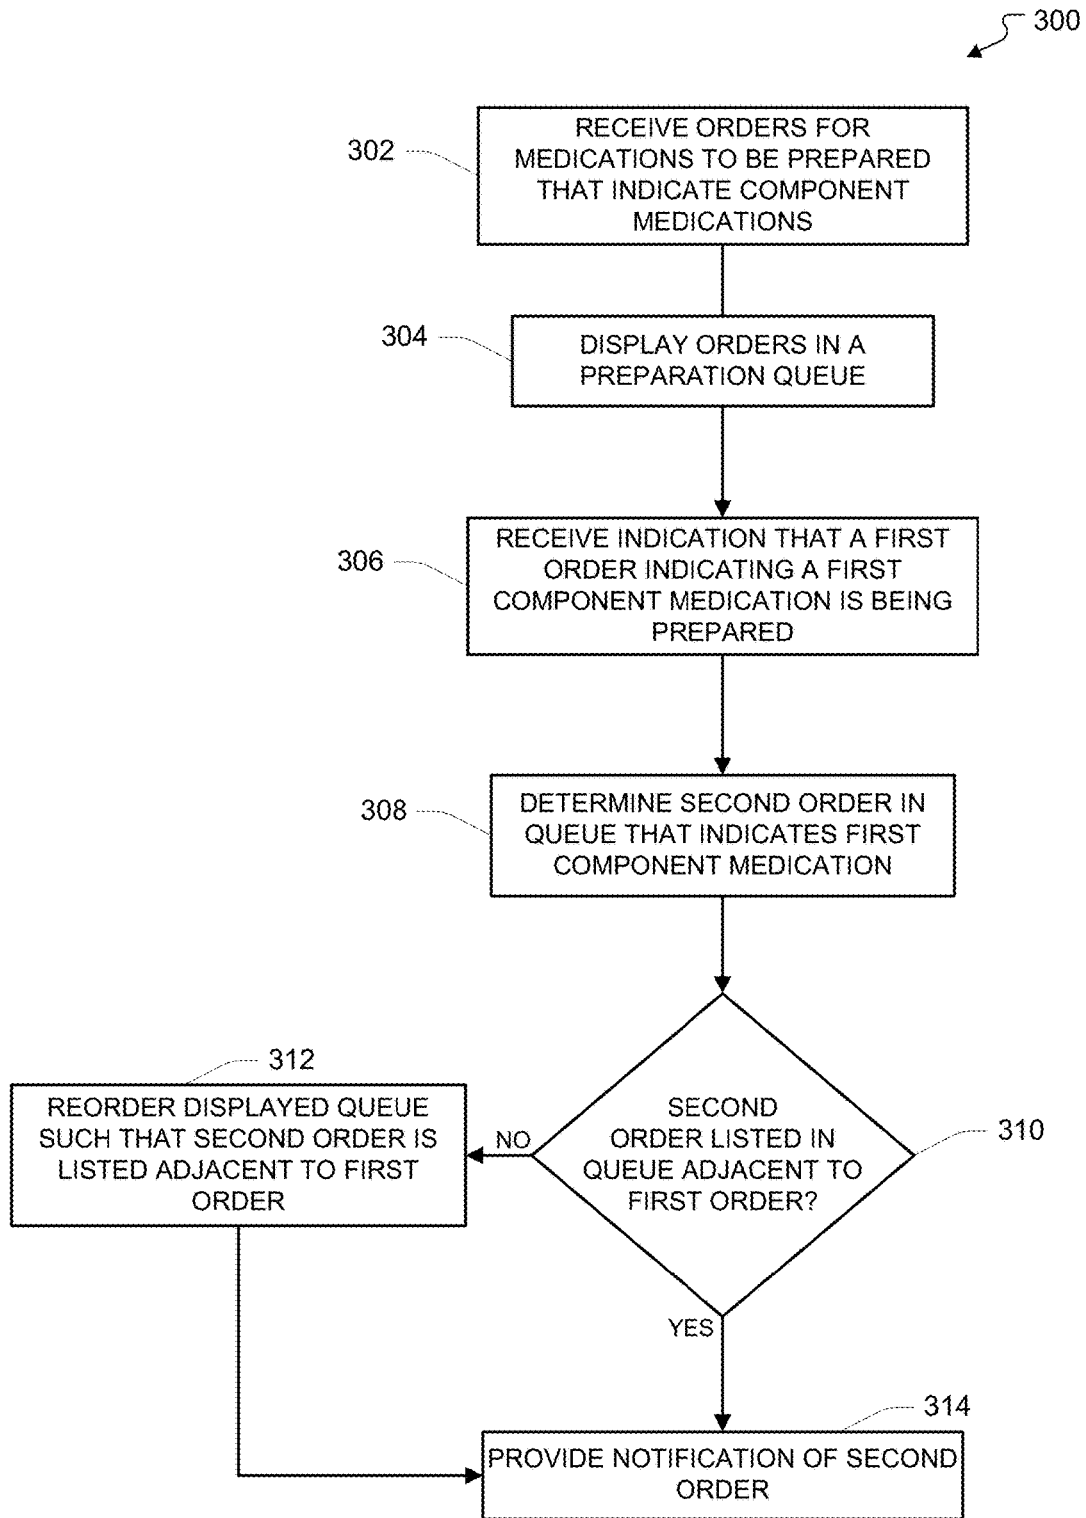 300
302
RECEIVE ORDERS FOR
MEDICATIONS TO BE PREPARED
THAT INDICATE COMPONENT
MEDICATIONS
304
DISPLAY ORDERS IN A
PREPARATION QUEUE
306
RECEIVE INDICATION THAT A FIRST
ORDER INDICATING A FIRST
COMPONENT MEDICATION IS BEING
PREPARED
308
DETERMINE SECOND ORDER IN
QUEUE THAT INDICATES FIRST
COMPONENT MEDICATION
310
SECOND
ORDER LISTED IN
QUEUE ADJACENT TO
FIRST ORDER?
NO
312
REORDER DISPLAYED QUEUE
SUCH THAT SECOND ORDER IS
LISTED ADJACENT TO FIRST
ORDER
YES
314
PROVIDE NOTIFICATION OF SECOND
ORDER